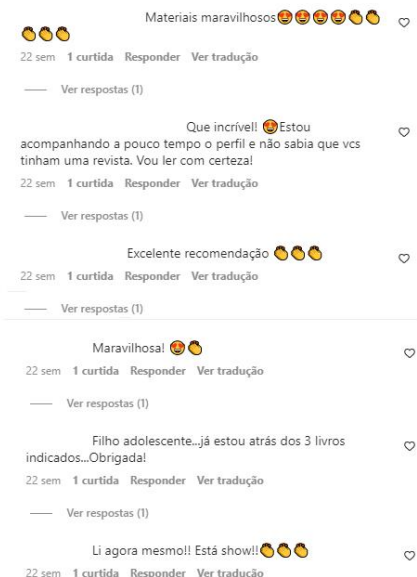 Materiais maravilhosos😍😍😍😍👏👏
👏👏👏
22 sem 1 curtida Responder Ver tradução
Ver respostas (1)
Que incrível! 😍Estou
acompanhando a pouco tempo o perfil e não sabia que vcs
tinham uma revista. Vou ler com certeza!
22 sem 1 curtida Responder Ver tradução
Ver respostas (1)
Excelente recomendação 👏👏👏
22 sem 1 curtida Responder Ver tradução
Ver respostas (1)
Maravilhosa! 😍👏
22 sem 1 curtida Responder Ver tradução
Ver respostas (1)
Filho adolescente...já estou atrás dos 3 livros
indicados...Obrigada!
22 sem 1 curtida Responder Ver tradução
Ver respostas (1)
Li agora mesmo!! Está show!!👏👏👏
22 sem 1 curtida Responder Ver tradução